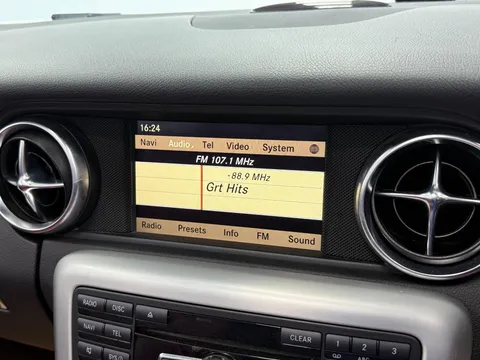 16:24
Navi Audio Tel Video System
FM 107.1 MHz
-88.9 MHz
Grt Hits
Radio Presets Info FM Sound
RADIO DISC
NAVI TEL
CLEAR 1 2 3